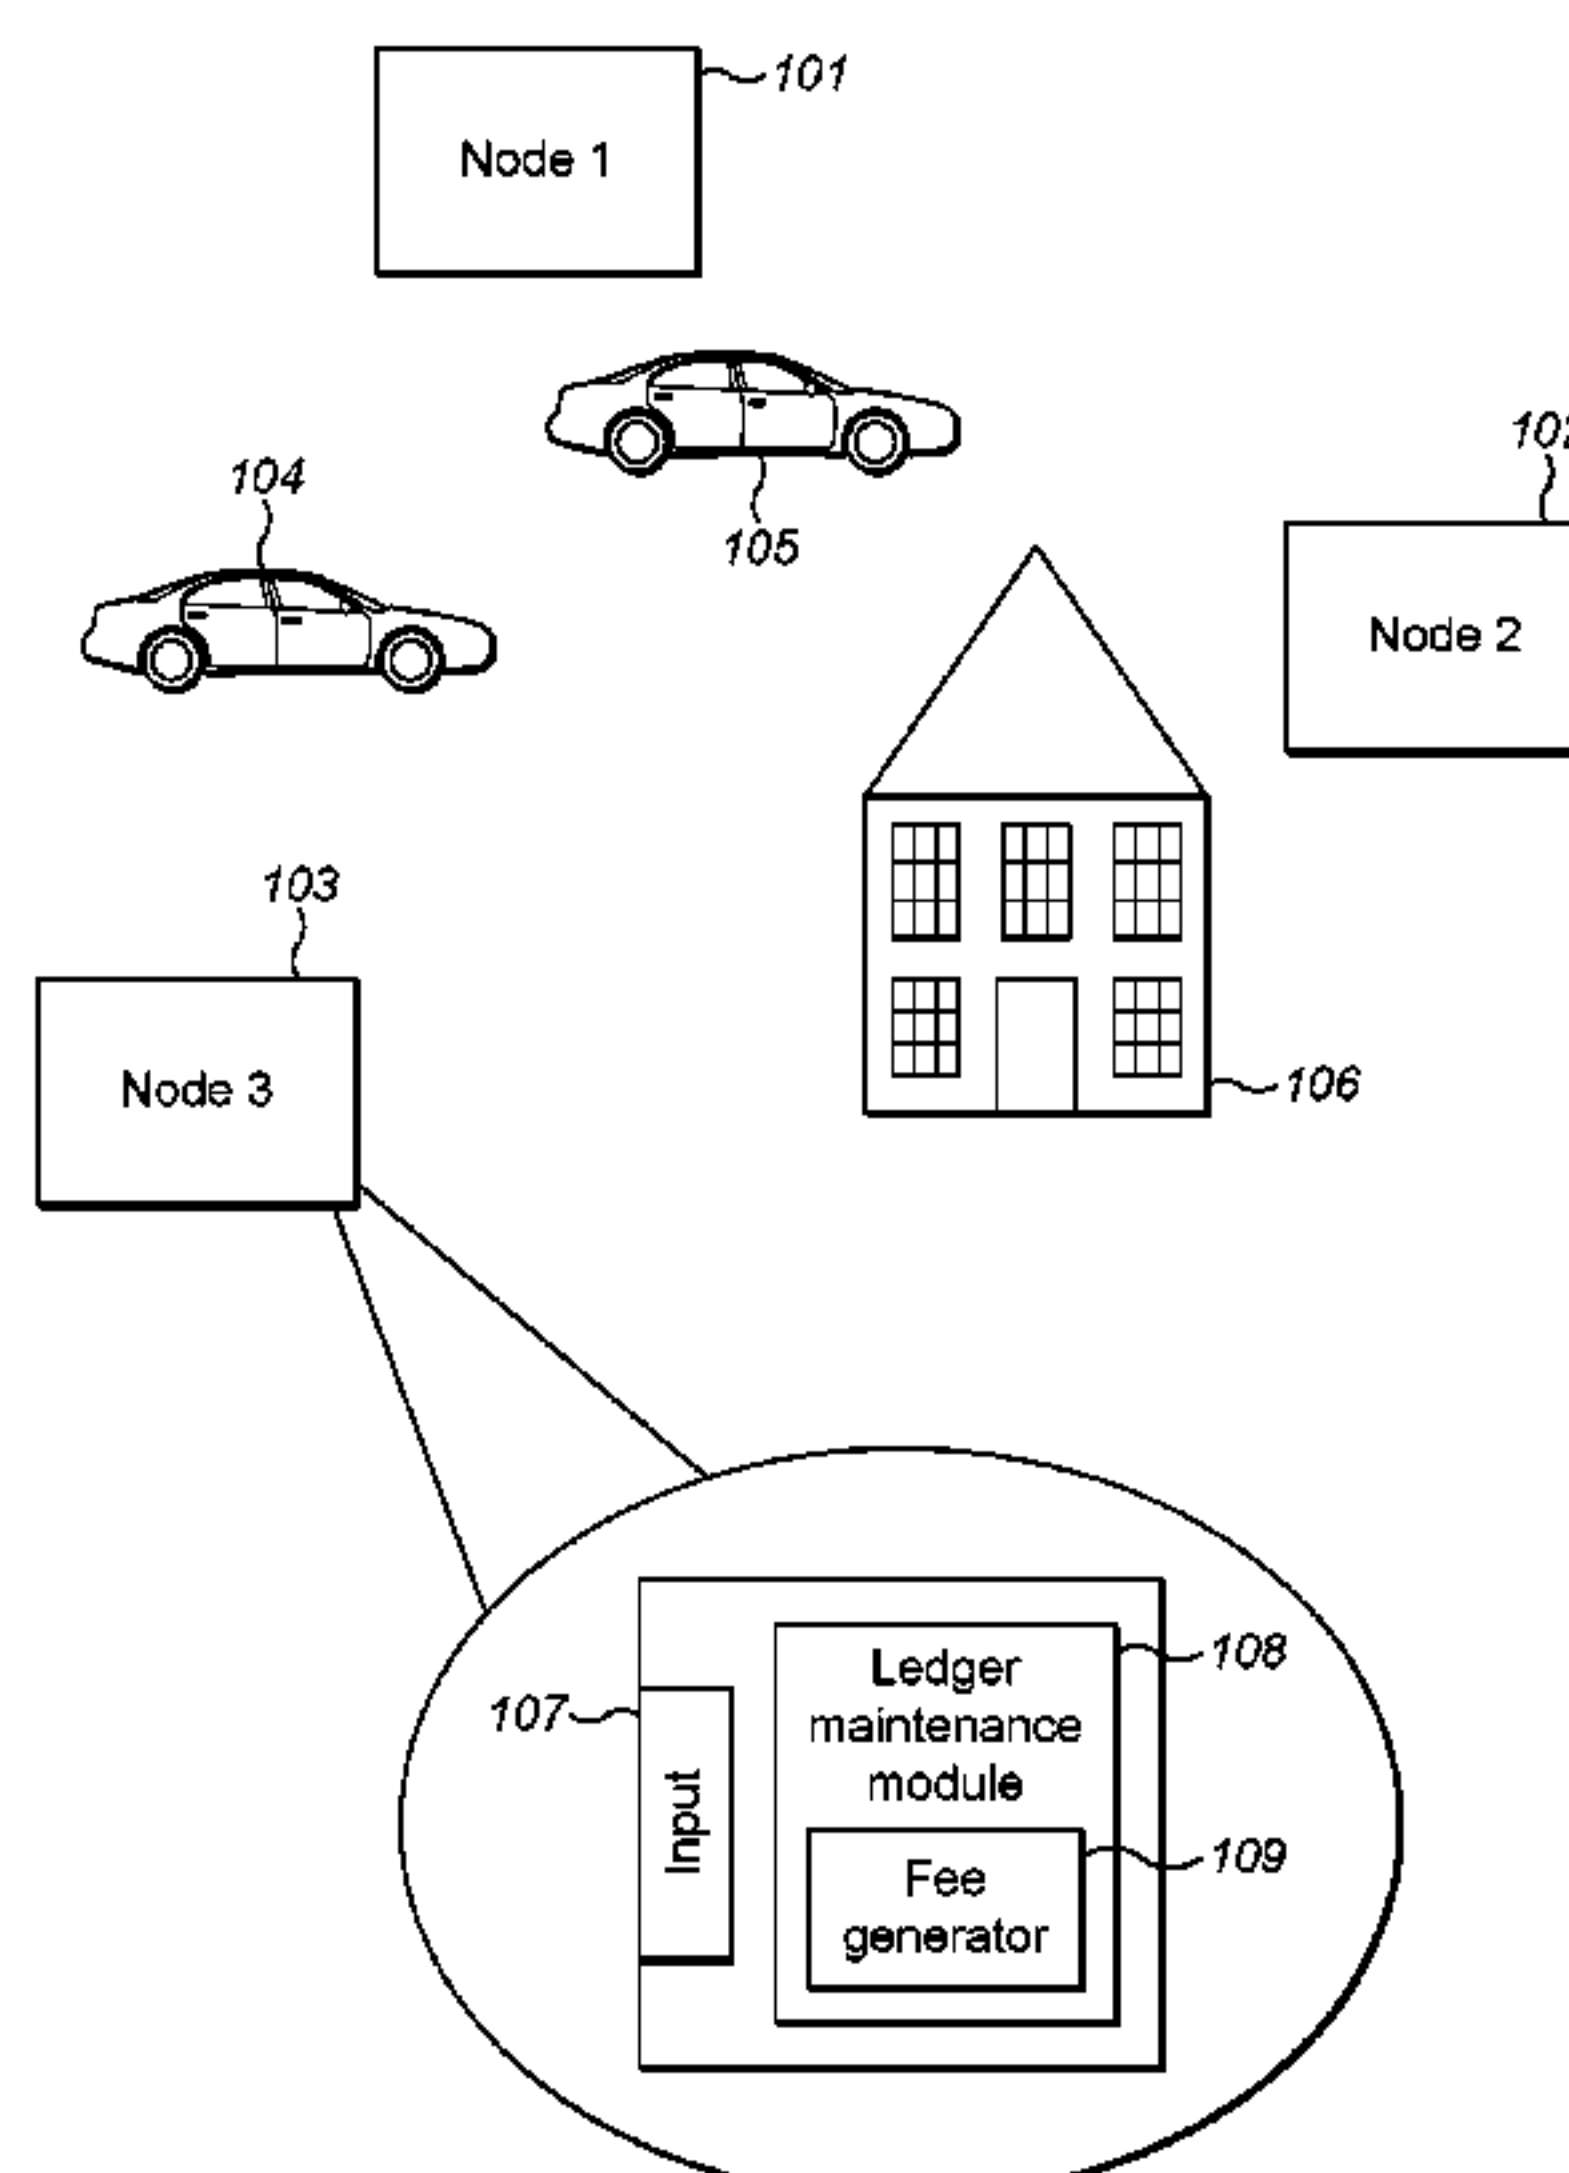 101
Node 1
104
105
Node 2
103
Node 3
106
108
Ledger
maintenance
module
107
Input
109
Fee
generator